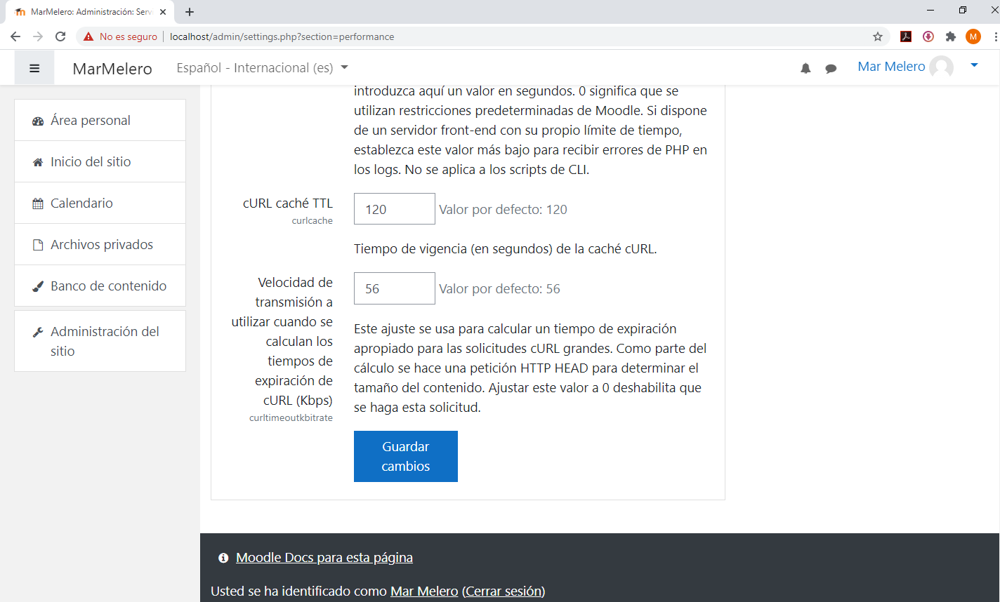 MarMelero: Administración: Serv
No es seguro
localhost/admin/settings.php?section=performance
M
MarMelero
Español - Internacional (es)
Mar Melero
Área personal
Inicio del sitio
Calendario
Archivos privados
Banco de contenido
Administración del
sitio
introduzca aquí un valor en segundos. 0 significa que se
utilizan restricciones predeterminadas de Moodle. Si dispone
de un servidor front-end con su propio límite de tiempo,
establezca este valor más bajo para recibir errores de PHP en
los logs. No se aplica a los scripts de CLI.
cURL caché TTL
curlcache
120 Valor por defecto: 120
Tiempo de vigencia (en segundos) de la caché cURL.
Velocidad de
transmisión a
utilizar cuando se
calculan los
tiempos de
expiración de
cURL (Kbps)
curltimeoutkbitrate
56 Valor por defecto: 56
Este ajuste se usa para calcular un tiempo de expiración
apropiado para las solicitudes cURL grandes. Como parte del
cálculo se hace una petición HTTP HEAD para determinar el
tamaño del contenido. Ajustar este valor a 0 deshabilita que
se haga esta solicitud.
Guardar
cambios
Moodle Docs para esta página
Usted se ha identificado como Mar Melero (Cerrar sesión)